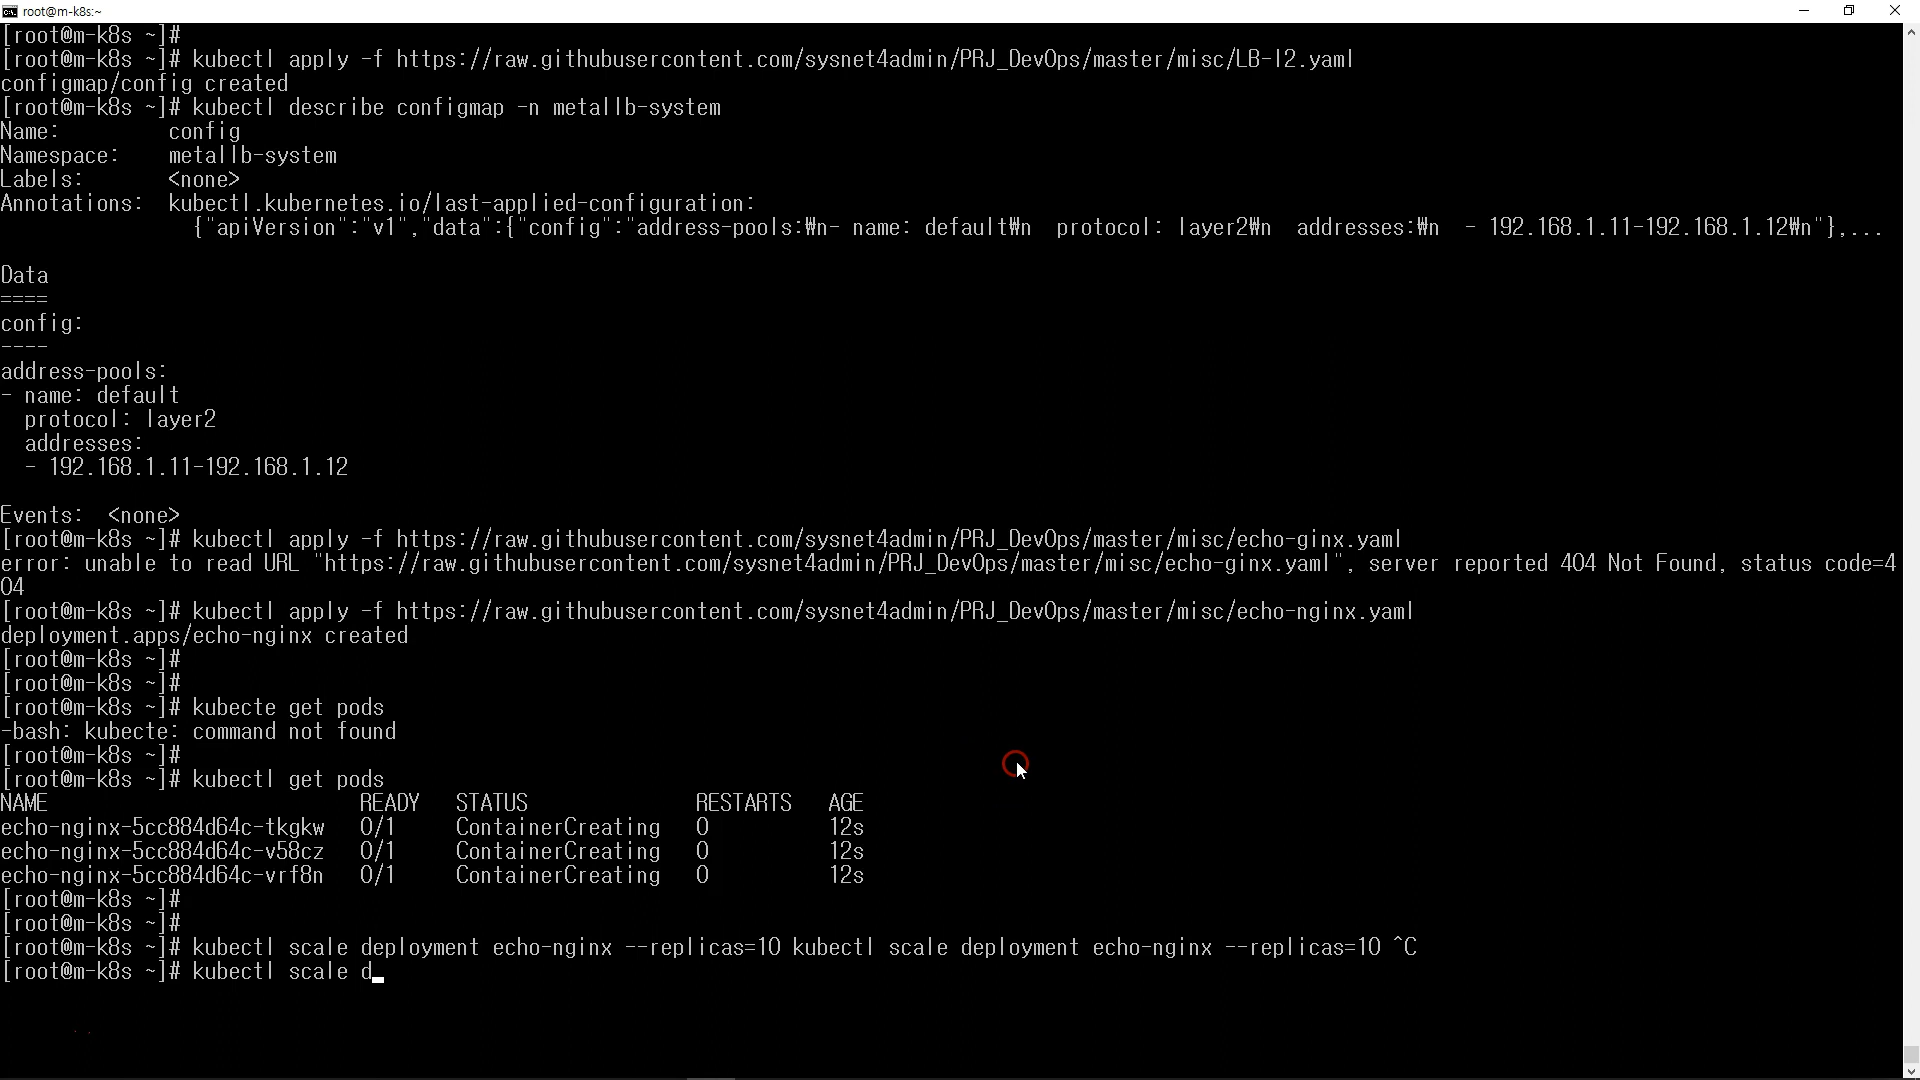 root@m-k8s:~
[root@m-k8s ~]#
[root@m-k8s ~]# kubectl apply -f https://raw.githubusercontent.com/sysnet4admin/PRJ_DevOps/master/misc/LB-l2.yaml
configmap/config created
[root@m-k8s ~]# kubectl describe configmap -n metallb-system
Name:         config
Namespace:    metallb-system
Labels:       <none>
Annotations:  kubectl.kubernetes.io/last-applied-configuration:
                {"apiVersion":"v1","data":{"config":"address-pools:₩n- name: default₩n  protocol: layer2₩n  addresses:₩n  - 192.168.1.11-192.168.1.12₩n"},...
Data
====
config:
----
address-pools:
- name: default
  protocol: layer2
  addresses:
  - 192.168.1.11-192.168.1.12
Events:  <none>
[root@m-k8s ~]# kubectl apply -f https://raw.githubusercontent.com/sysnet4admin/PRJ_DevOps/master/misc/echo-ginx.yaml
error: unable to read URL "https://raw.githubusercontent.com/sysnet4admin/PRJ_DevOps/master/misc/echo-ginx.yaml", server reported 404 Not Found, status code=4
04
[root@m-k8s ~]# kubectl apply -f https://raw.githubusercontent.com/sysnet4admin/PRJ_DevOps/master/misc/echo-nginx.yaml
deployment.apps/echo-nginx created
[root@m-k8s ~]#
[root@m-k8s ~]#
[root@m-k8s ~]# kubecte get pods
-bash: kubecte: command not found
[root@m-k8s ~]#
[root@m-k8s ~]# kubectl get pods
NAME                          READY   STATUS              RESTARTS   AGE
echo-nginx-5cc884d64c-tkgkw   0/1     ContainerCreating   0          12s
echo-nginx-5cc884d64c-v58cz   0/1     ContainerCreating   0          12s
echo-nginx-5cc884d64c-vrf8n   0/1     ContainerCreating   0          12s
[root@m-k8s ~]#
[root@m-k8s ~]#
[root@m-k8s ~]# kubectl scale deployment echo-nginx --replicas=10 kubectl scale deployment echo-nginx --replicas=10 ^C
[root@m-k8s ~]# kubectl scale d